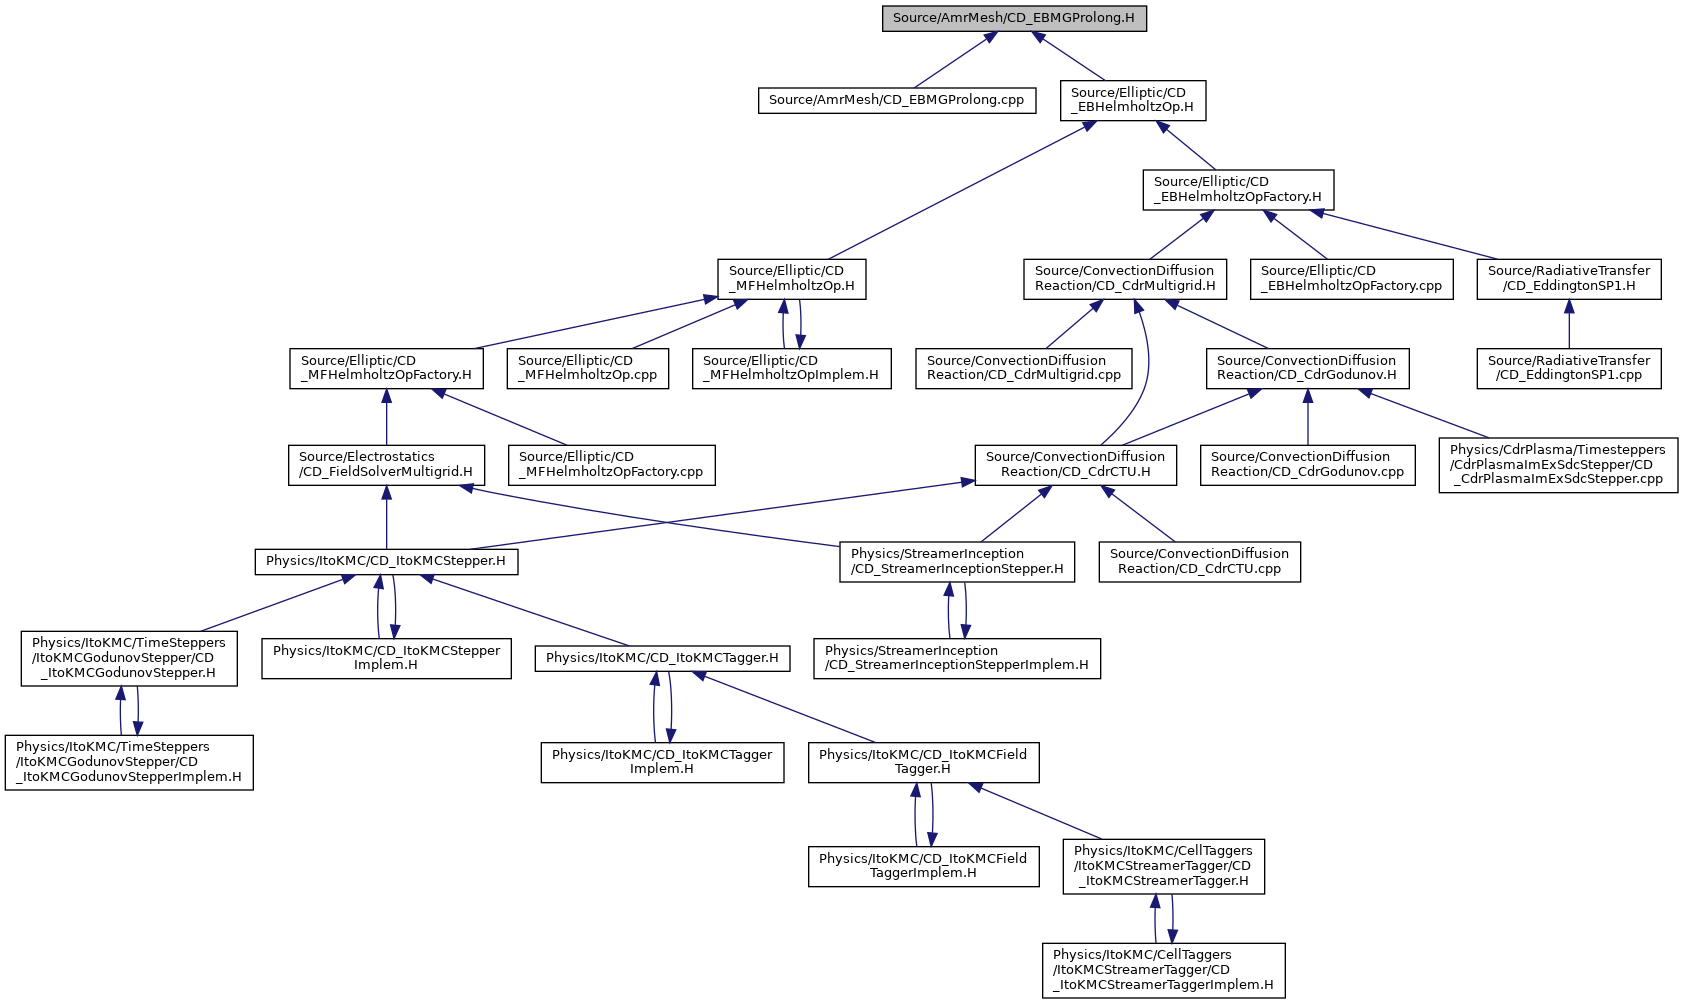 Source/AmrMesh/CD_EBMGProlong.H
Source/AmrMesh/CD_EBMGProlong.cpp
Source/Elliptic/CD
_EBHelmholtzOp.H
Source/Elliptic/CD
_EBHelmholtzOpFactory.H
Source/Elliptic/CD
_MFHelmholtzOp.H
Source/ConvectionDiffusion
Reaction/CD_CdrMultigrid.H
Source/Elliptic/CD
_EBHelmholtzOpFactory.cpp
Source/RadiativeTransfer
/CD_EddingtonSP1.H
Source/Elliptic/CD
_MFHelmholtzOpFactory.H
Source/Elliptic/CD
_MFHelmholtzOp.cpp
Source/Elliptic/CD
_MFHelmholtzOpImplem.H
Source/ConvectionDiffusion
Reaction/CD_CdrMultigrid.cpp
Source/ConvectionDiffusion
Reaction/CD_CdrGodunov.H
Source/RadiativeTransfer
/CD_EddingtonSP1.cpp
Source/Electrostatics
/CD_FieldSolverMultigrid.H
Source/Elliptic/CD
_MFHelmholtzOpFactory.cpp
Source/ConvectionDiffusion
Reaction/CD_CdrCTU.H
Source/ConvectionDiffusion
Reaction/CD_CdrGodunov.cpp
Physics/CdrPlasma/Timesteppers
/CdrPlasmaImExSdcStepper/CD
_CdrPlasmaImExSdcStepper.cpp
Physics/ItoKMC/CD_ItoKMCStepper.H
Physics/StreamerInception
/CD_StreamerInceptionStepper.H
Source/ConvectionDiffusion
Reaction/CD_CdrCTU.cpp
Physics/ItoKMC/TimeSteppers
/ItoKMCGodunovStepper/CD
_ItoKMCGodunovStepper.H
Physics/ItoKMC/CD_ItoKMCStepper
Implem.H
Physics/ItoKMC/CD_ItoKMCTagger.H
Physics/StreamerInception
/CD_StreamerInceptionStepperImplem.H
Physics/ItoKMC/TimeSteppers
/ItoKMCGodunovStepper/CD
_ItoKMCGodunovStepperImplem.H
Physics/ItoKMC/CD_ItoKMCTagger
Implem.H
Physics/ItoKMC/CD_ItoKMCField
Tagger.H
Physics/ItoKMC/CD_ItoKMCField
TaggerImplem.H
Physics/ItoKMC/CellTaggers
/ItoKMCStreamerTagger/CD
_ItoKMCStreamerTagger.H
Physics/ItoKMC/CellTaggers
/ItoKMCStreamerTagger/CD
_ItoKMCStreamerTaggerImplem.H